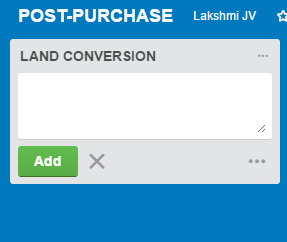 POST-PURCHASE Lakshmi JV
LAND CONVERSION
Add